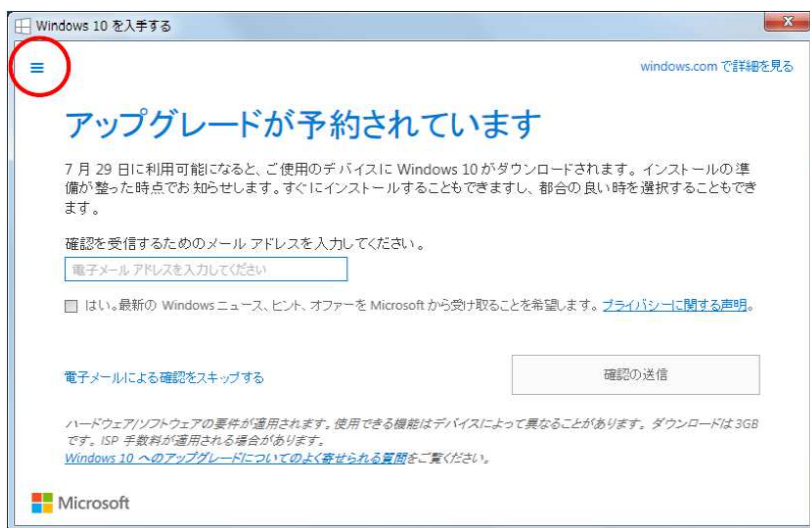 Windows 10 を入手する
windows.com で詳細を見る
アップグレードが予約されています
7 月 29 日に利用可能になると、ご使用のデバイスに Windows 10 がダウンロードされます。インストールの準
備が整った時点でお知らせします。すぐにインストールすることもできますし、都合の良い時を選択することもでき
ます。
確認を受信するためのメール アドレスを入力してください。
電子メール アドレスを入力してください
はい。最新の Windows ニュース、ヒント、オファーを Microsoft から受け取ることを希望します。プライバシーに関する声明。
電子メールによる確認をスキップする
確認の送信
ハードウェア/ソフトウェアの要件が適用されます。使用できる機能はデバイスによって異なることがあります。ダウンロードは 3GB
です。ISP 手数料が適用される場合があります。
Windows 10 へのアップグレードについてのよく寄せられる質問をご覧ください。
Microsoft